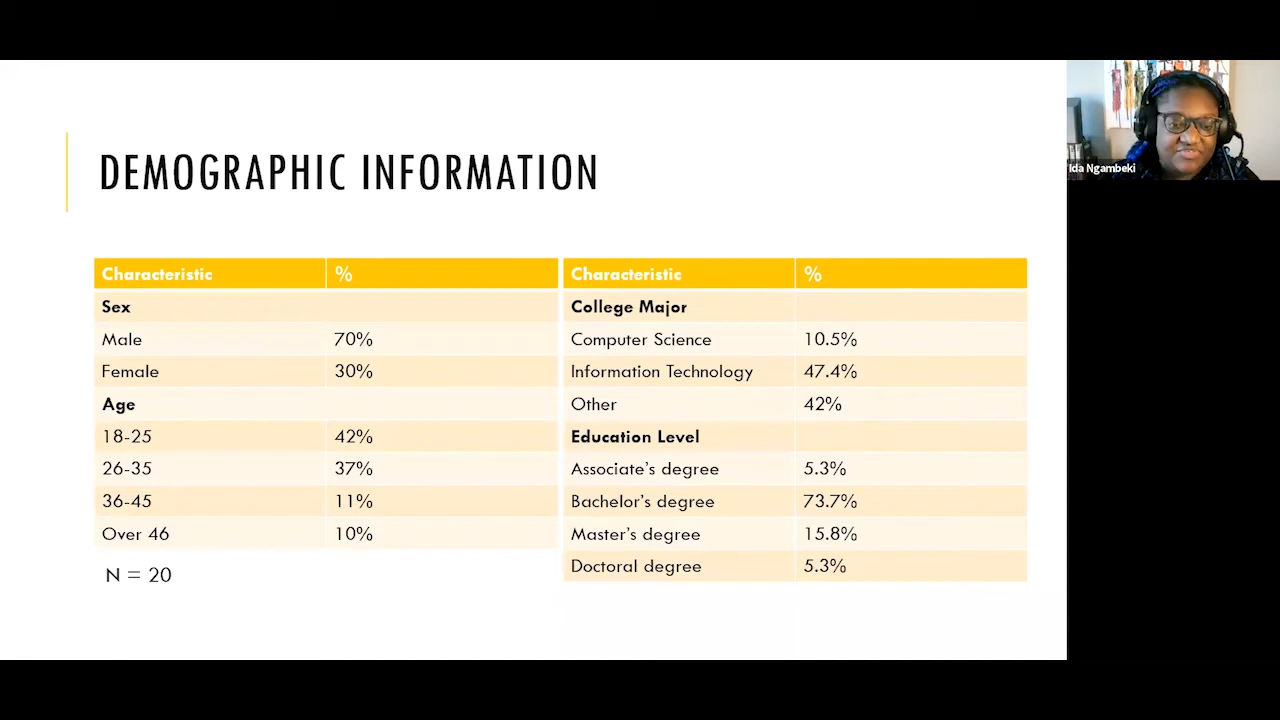 DEMOGRAPHIC INFORMATION
Characteristic %
Sex
Male 70%
Female 30%
Age
18-25 42%
26-35 37%
36-45 11%
Over 46 10%
N = 20
Characteristic %
College Major
Computer Science 10.5%
Information Technology 47.4%
Other 42%
Education Level
Associate's degree 5.3%
Bachelor's degree 73.7%
Master's degree 15.8%
Doctoral degree 5.3%
Ida Ngambeki